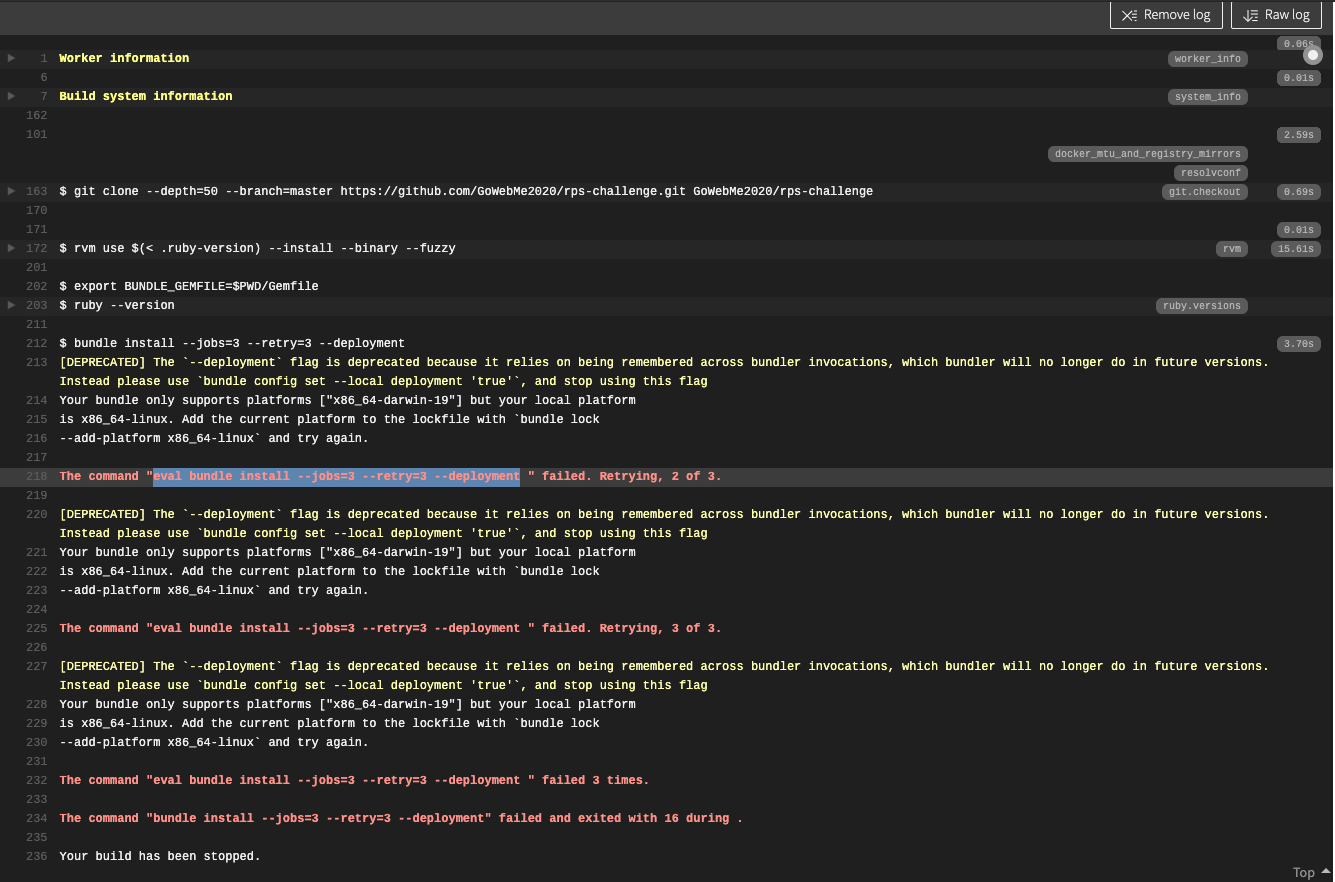 Remove log Raw log
0.06s
1 Worker information worker_info
6 0.01s
7 Build system information system_info
162
101 2.59s
docker_mtu_and_registry_mirrors
resolvconf
163 $ git clone --depth=50 --branch=master https://github.com/GoWebMe2020/rps-challenge.git GoWebMe2020/rps-challenge git.checkout 0.69s
170
171 0.01s
172 $ rvm use $(< .ruby-version) --install --binary --fuzzy rvm 15.61s
201
202 $ export BUNDLE_GEMFILE=$PWD/Gemfile
203 $ ruby --version ruby.versions
211
212 $ bundle install --jobs=3 --retry=3 --deployment 3.70s
213 [DEPRECATED] The `--deployment` flag is deprecated because it relies on being remembered across bundler invocations, which bundler will no longer do in future versions.
Instead please use `bundle config set --local deployment 'true'`, and stop using this flag
214 Your bundle only supports platforms ["x86_64-darwin-19"] but your local platform
215 is x86_64-linux. Add the current platform to the lockfile with `bundle lock
216 --add-platform x86_64-linux` and try again.
217
218 The command "eval bundle install --jobs=3 --retry=3 --deployment " failed. Retrying, 2 of 3.
219
220 [DEPRECATED] The `--deployment` flag is deprecated because it relies on being remembered across bundler invocations, which bundler will no longer do in future versions.
Instead please use `bundle config set --local deployment 'true'`, and stop using this flag
221 Your bundle only supports platforms ["x86_64-darwin-19"] but your local platform
222 is x86_64-linux. Add the current platform to the lockfile with `bundle lock
223 --add-platform x86_64-linux` and try again.
224
225 The command "eval bundle install --jobs=3 --retry=3 --deployment " failed. Retrying, 3 of 3.
226
227 [DEPRECATED] The `--deployment` flag is deprecated because it relies on being remembered across bundler invocations, which bundler will no longer do in future versions.
Instead please use `bundle config set --local deployment 'true'`, and stop using this flag
228 Your bundle only supports platforms ["x86_64-darwin-19"] but your local platform
229 is x86_64-linux. Add the current platform to the lockfile with `bundle lock
230 --add-platform x86_64-linux` and try again.
231
232 The command "eval bundle install --jobs=3 --retry=3 --deployment " failed 3 times.
233
234 The command "bundle install --jobs=3 --retry=3 --deployment" failed and exited with 16 during .
235
236 Your build has been stopped.
Top